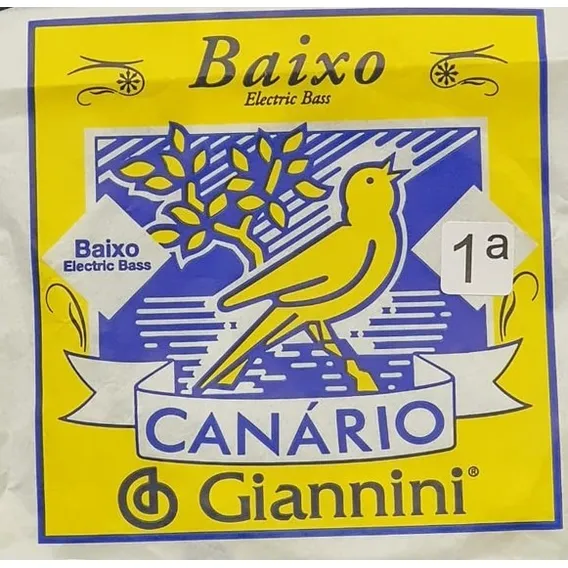 Baixo
Electric Bass
Baixo
Electric Bass
1ª
CANÁRIO
Giannini®